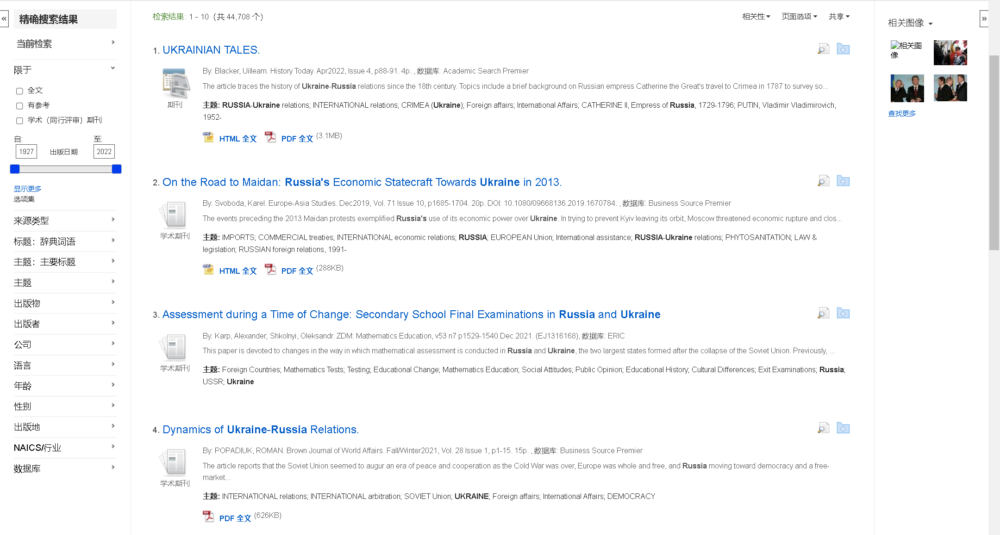 精确搜索结果
当前检索
限于
全文
有参考
学术（同行评审）期刊
自: 至:
1927 出版日期 2022
显示更多
选项集
来源类型
标题：辞典词语
主题：主要标题
主题
出版物
出版者
公司
语言
年龄
性别
出版地
NAICS/行业
数据库
检索结果: 1 - 10（共 44,708 个）
相关性 页面选项 共享
1. UKRAINIAN TALES.
期刊
By: Blacker, Uilleam. History Today. Apr2022, Issue 4, p88-91. 4p. , 数据库: Academic Search Premier
The article traces the history of Ukraine-Russia relations since the 18th century. Topics include a brief background on Russian empress Catherine the Great's travel to Crimea in 1787 to survey so...
主题: RUSSIA-Ukraine relations; INTERNATIONAL relations; CRIMEA (Ukraine); Foreign affairs; International Affairs; CATHERINE II, Empress of Russia, 1729-1796; PUTIN, Vladimir Vladimirovich,
1952-
HTML 全文 PDF 全文 (3.1MB)
2. On the Road to Maidan: Russia's Economic Statecraft Towards Ukraine in 2013.
学术期刊
By: Svoboda, Karel. Europe-Asia Studies. Dec2019, Vol. 71 Issue 10, p1685-1704. 20p. DOI: 10.1080/09668136.2019.1670784. , 数据库: Business Source Premier
The events preceding the 2013 Maidan protests exemplified Russia's use of its economic power over Ukraine. In trying to prevent Kyiv leaving its orbit, Moscow threatened economic rupture and clos...
主题: IMPORTS; COMMERCIAL treaties; INTERNATIONAL economic relations; RUSSIA; EUROPEAN Union; International assistance; RUSSIA-Ukraine relations; PHYTOSANITATION; LAW &
legislation; RUSSIAN foreign relations, 1991-
HTML 全文 PDF 全文 (288KB)
3. Assessment during a Time of Change: Secondary School Final Examinations in Russia and Ukraine
学术期刊
By: Karp, Alexander; Shkolnyi, Oleksandr. ZDM: Mathematics Education, v53 n7 p1529-1540 Dec 2021. (EJ1316168), 数据库: ERIC
This paper is devoted to changes in the way in which mathematical assessment is conducted in Russia and Ukraine, the two largest states formed after the collapse of the Soviet Union. Previously, ...
主题: Foreign Countries; Mathematics Tests; Testing; Educational Change; Mathematics Education; Social Attitudes; Public Opinion; Educational History; Cultural Differences; Exit Examinations; Russia;
USSR; Ukraine
4. Dynamics of Ukraine-Russia Relations.
学术期刊
By: POPADIUK, ROMAN. Brown Journal of World Affairs. Fall/Winter2021, Vol. 28 Issue 1, p1-15. 15p. , 数据库: Business Source Premier
The article reports that the Soviet Union seemed to augur an era of peace and cooperation as the Cold War was over, Europe was whole and free, and Russia moving toward democracy and a free-
market...
主题: INTERNATIONAL relations; INTERNATIONAL arbitration; SOVIET Union; UKRAINE; Foreign affairs; International Affairs; DEMOCRACY
PDF 全文 (626KB)
相关图像
相关图
像
查找更多